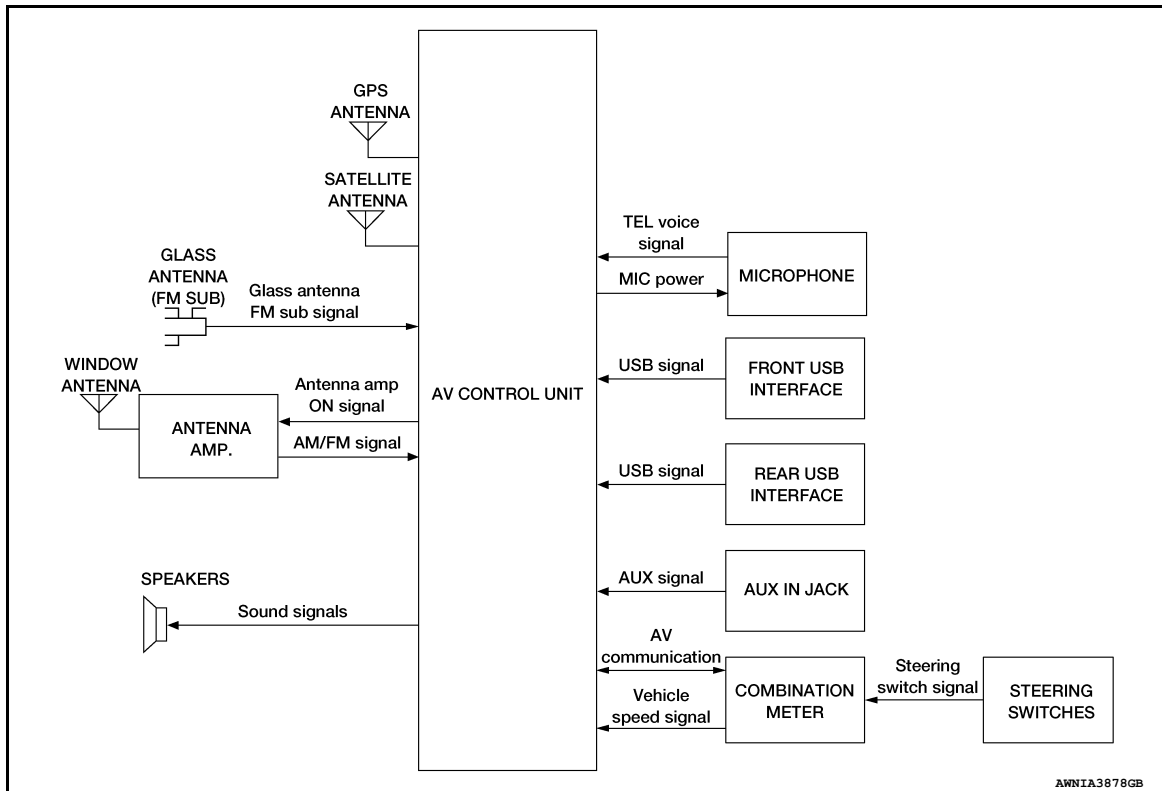 GPS
ANTENNA
SATELLITE
ANTENNA
GLASS
ANTENNA
(FM SUB)
Glass antenna
FM sub signal
WINDOW
ANTENNA
ANTENNA
AMP.
Antenna amp
ON signal
AM/FM signal
SPEAKERS
Sound signals
AV CONTROL UNIT
TEL voice
signal
MIC power
MICROPHONE
USB signal
FRONT USB
INTERFACE
USB signal
REAR USB
INTERFACE
AUX signal
AUX IN JACK
AV
communication
Vehicle
speed signal
COMBINATION
METER
Steering
switch signal
STEERING
SWITCHES
AWNIA3878GB